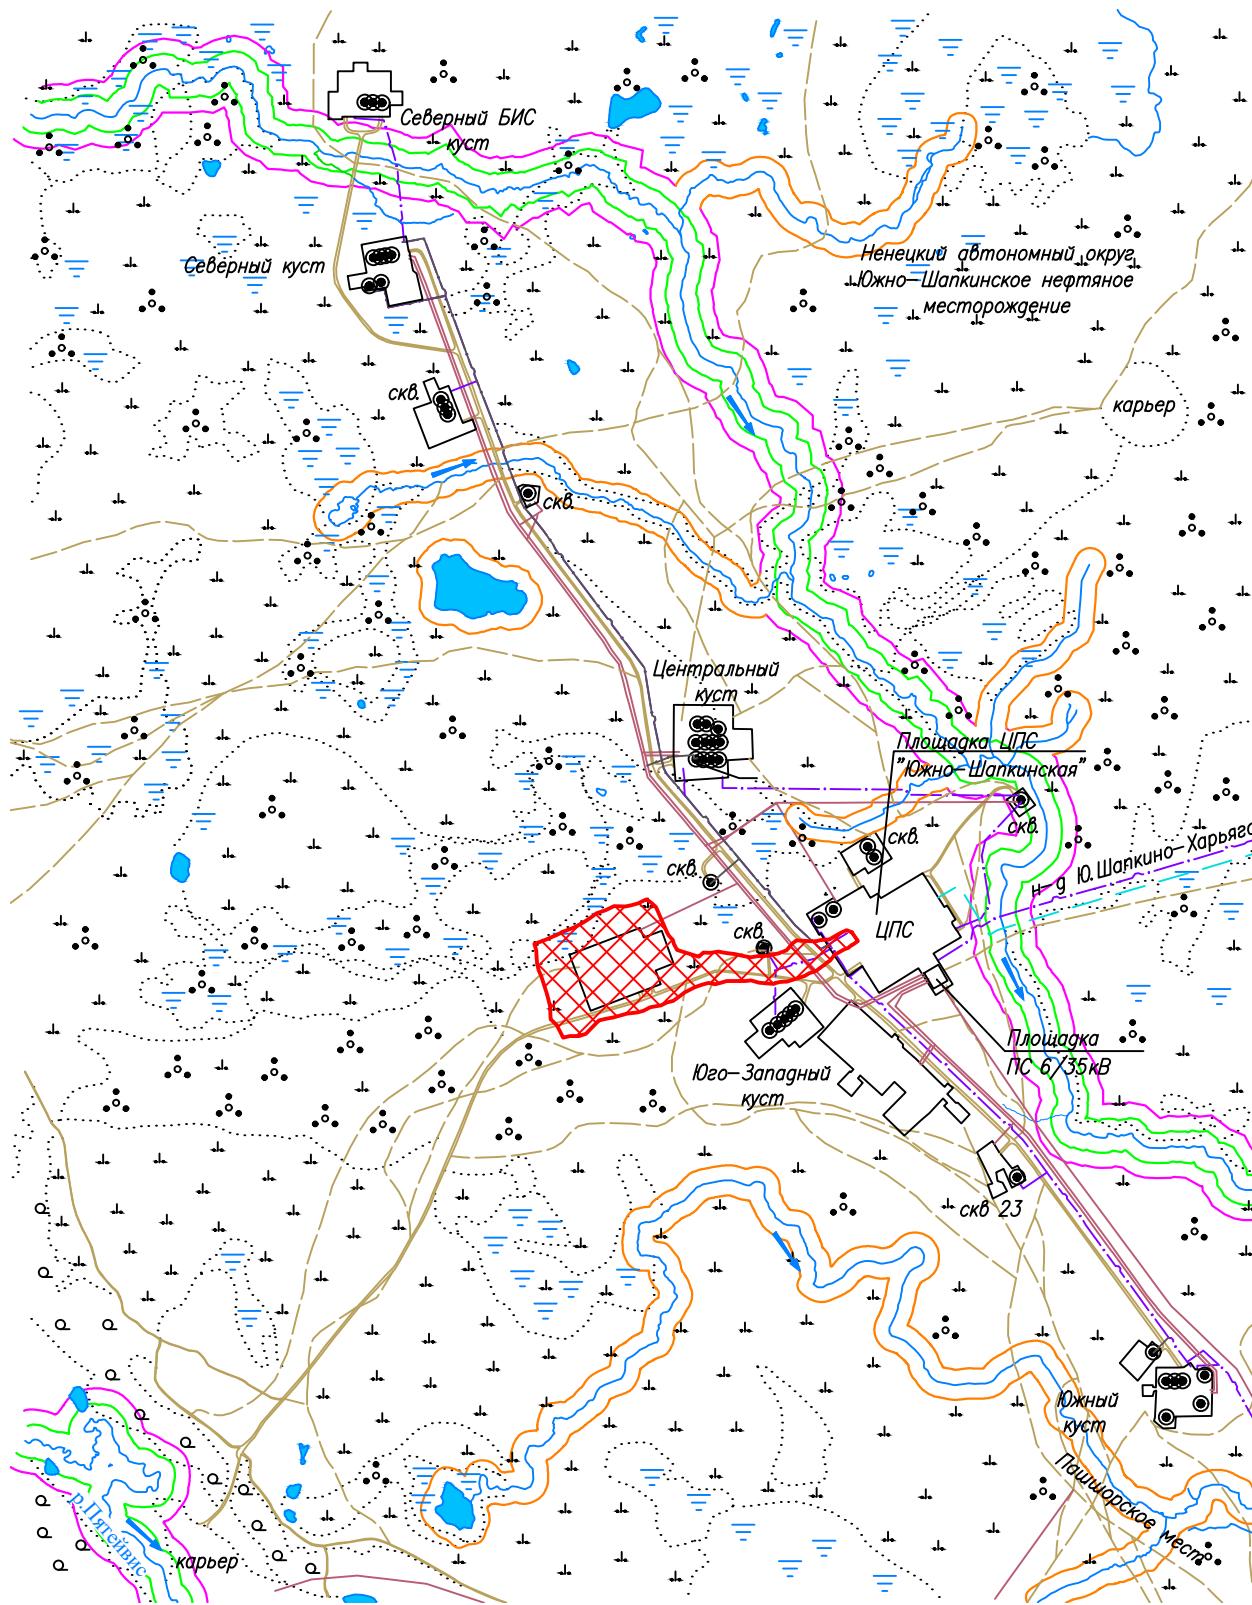 Северный БИС
куст
Северный куст
Ненецкий автономный округ
Южно-Шапкинское нефтяное
месторождение
скв.
карьер
скв.
Центральный
куст
Площадка ЦПС
"Южно-Шапкинская"
скв.
скв.
скв.
н-д Ю.Шапкино-Харьяга
скв.
ЦПС
Площадка
ПС 6/35кВ
Юго-Западный
куст
скв 23
Южный
куст
Пашшорское мест.
р.Пятейвис
карьер